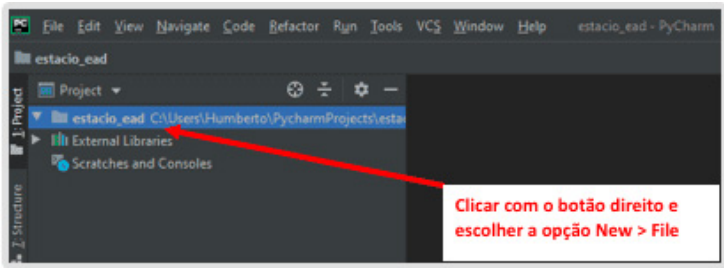 PC File Edit View Navigate Code Refactor Run Tools VCS Window Help estacio_ead - PyCharm
estacio_ead
1: Project
Project
estacio_ead C:\Users\Humberto\PycharmProjects\estac
External Libraries
Scratches and Consoles
Clicar com o botão direito e
escolher a opção New > File
Z: Structure